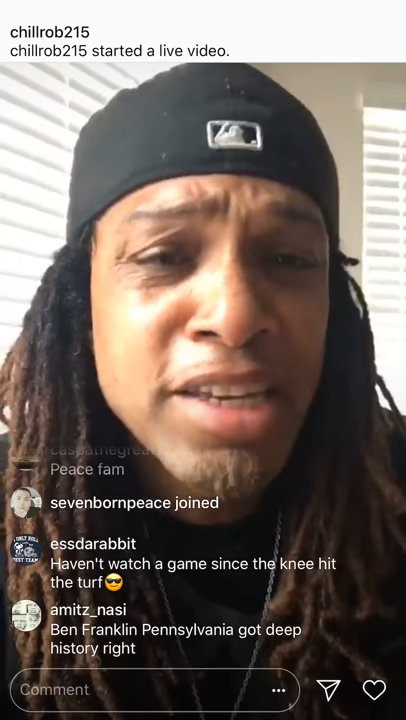 chillrob215
chillrob215 started a live video.
caspathegrea
Peace fam
sevenbornpeace joined
essdarabbit
Haven't watch a game since the knee hit
the turf😎
amitz_nasi
Ben Franklin Pennsylvania got deep
history right
Comment